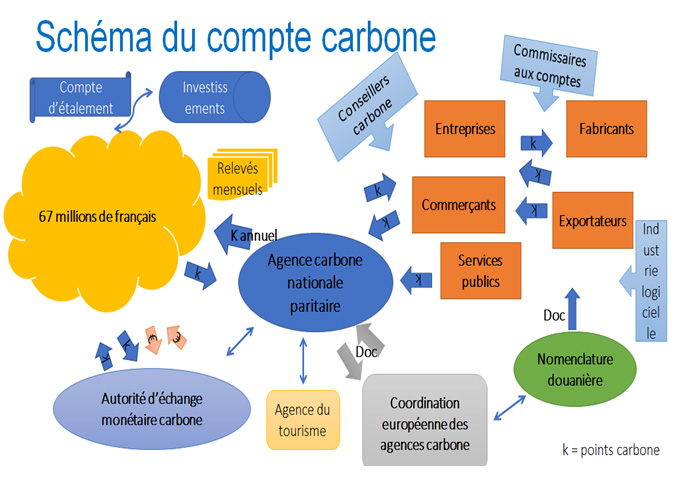 Schéma du compte carbone
Compte
d'étalement
Investiss
ements
Conseillers
carbone
Commissaires
aux comptes
Entreprises
Fabricants
k
Relevés
mensuels
67 millions de français
k
k
k
Commerçants
k
Exportateurs
K annuel
Agence carbone
nationale
paritaire
k
Services
publics
k
Ind
ust
rie
logi
ciel
le
Doc
k
k
€
€
Doc
Nomenclature
douanière
Autorité d'échange
monétaire carbone
Agence du
tourisme
Coordination
européenne des
agences carbone
k = points carbone